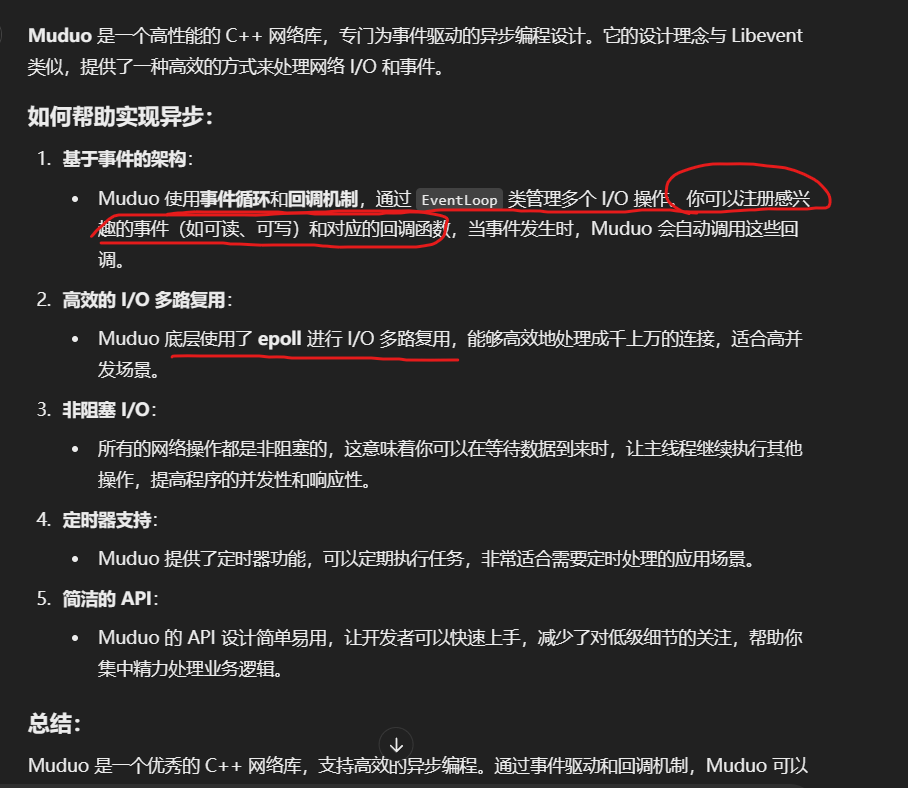 Muduo 是一个高性能的 C++ 网络库，专门为事件驱动的异步编程设计。它的设计理念与 Libevent
类似，提供了一种高效的方式来处理网络 I/O 和事件。
如何帮助实现异步：
1. 基于事件的架构：
• Muduo 使用事件循环和回调机制，通过 EventLoop 类管理多个 I/O 操作。你可以注册感兴
趣的事件（如可读、可写）和对应的回调函数，当事件发生时，Muduo 会自动调用这些回
调。
2. 高效的 I/O 多路复用：
• Muduo 底层使用了 epoll 进行 I/O 多路复用，能够高效地处理成千上万的连接，适合高并
发场景。
3. 非阻塞 I/O：
• 所有的网络操作都是非阻塞的，这意味着你可以在等待数据到来时，让主线程继续执行其他
操作，提高程序的并发性和响应性。
4. 定时器支持：
• Muduo 提供了定时器功能，可以定期执行任务，非常适合需要定时处理的应用场景。
5. 简洁的 API：
• Muduo 的 API 设计简单易用，让开发者可以快速上手，减少了对低级细节的关注，帮助你
集中精力处理业务逻辑。
总结：
Muduo 是一个优秀的 C++ 网络库，支持高效的异步编程。通过事件驱动和回调机制，Muduo 可以